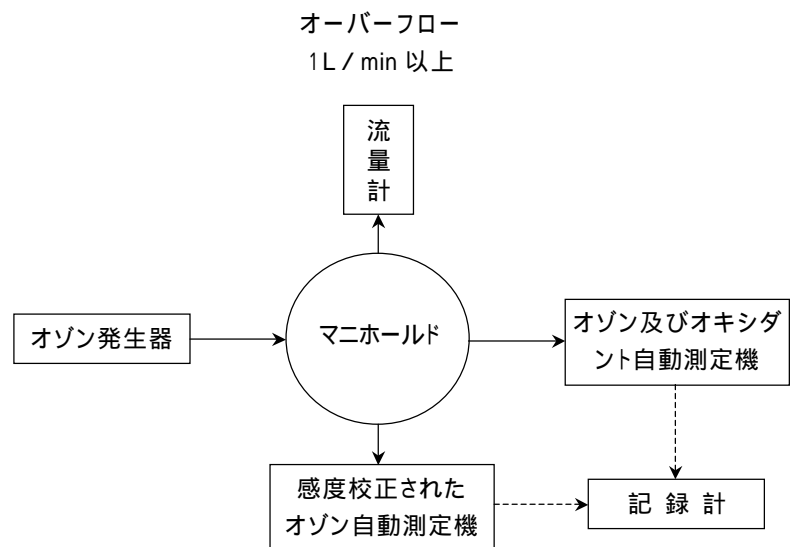 オーバーフロー
1L/min 以上
流
量
計
オゾン発生器
マニホールド
オゾン及びオキシダ
ント自動測定機
感度校正された
オゾン自動測定機
記 録 計